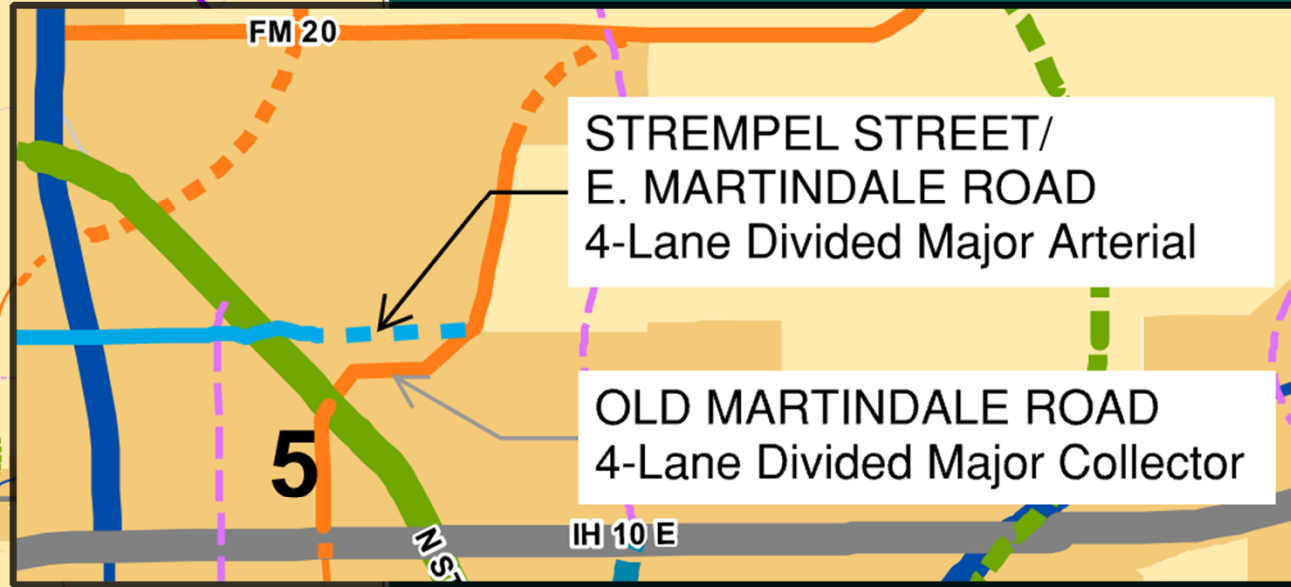 FM 20
STREMPEL STREET/
E. MARTINDALE ROAD
4-Lane Divided Major Arterial
OLD MARTINDALE ROAD
4-Lane Divided Major Collector
5
IH 10 E
N